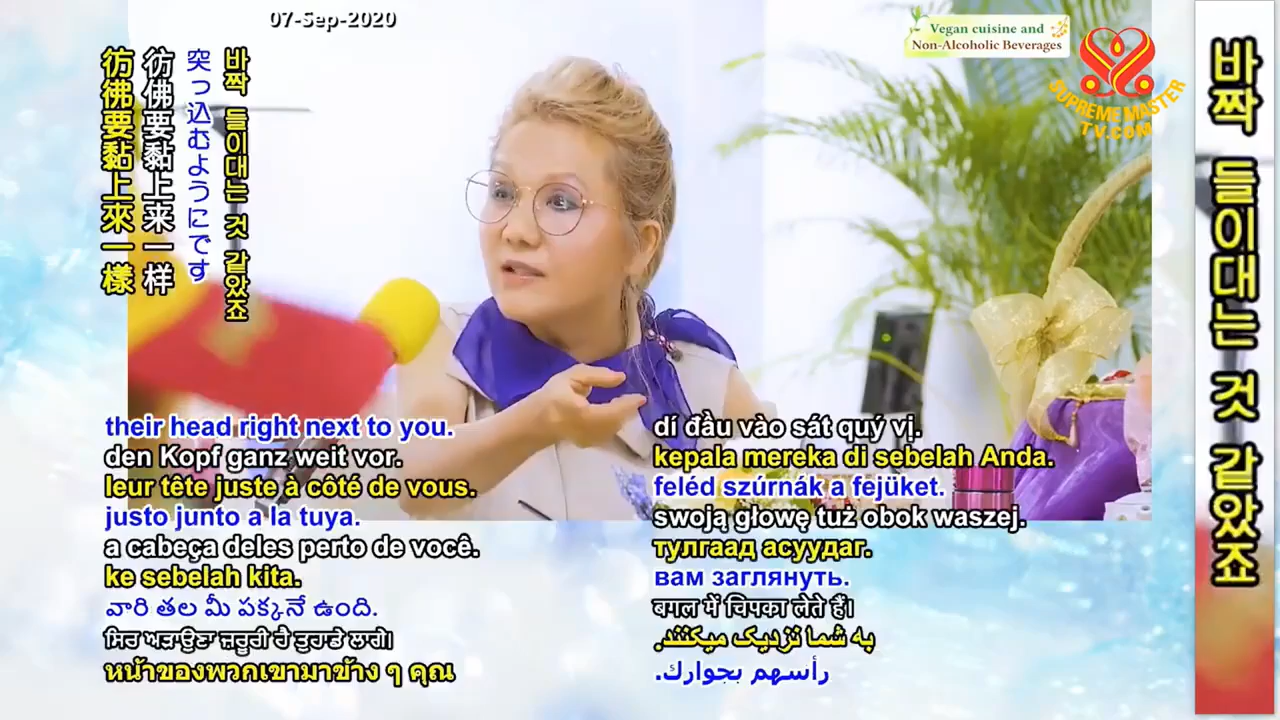 07-Sep-2020
Vegan cuisine and
Non-Alcoholic Beverages
SUPREME MASTER
TV.COM
바짝 들이대는 것 같았죠
바짝 들이대는 것 같았죠
突っ込むようにです
彷佛要黏上来一样
彷彿要黏上來一樣
their head right next to you.
den Kopf ganz weit vor.
leur tête juste à côté de vous.
justo junto a la tuya.
a cabeça deles perto de você.
ke sebelah kita.
వారి తల మీ పక్కనే ఉంది.
ਸਿਰ ਅੜਾਉਣਾ ਜ਼ਰੂਰੀ ਹੈ ਤੁਹਾਡੇ ਲਾਗੇ।
หน้าของพวกเขามาข้าง ๆ คุณ
dí đầu vào sát quý vị.
kepala mereka di sebelah Anda.
feléd szúrnák a fejüket.
swoją głowę tuż obok waszej.
тулгаад асуудаг.
вам заглянуть.
बगल में चिपका लेते हैं।
به شما نزدیک میکنند.
رأسهم بجوارك.